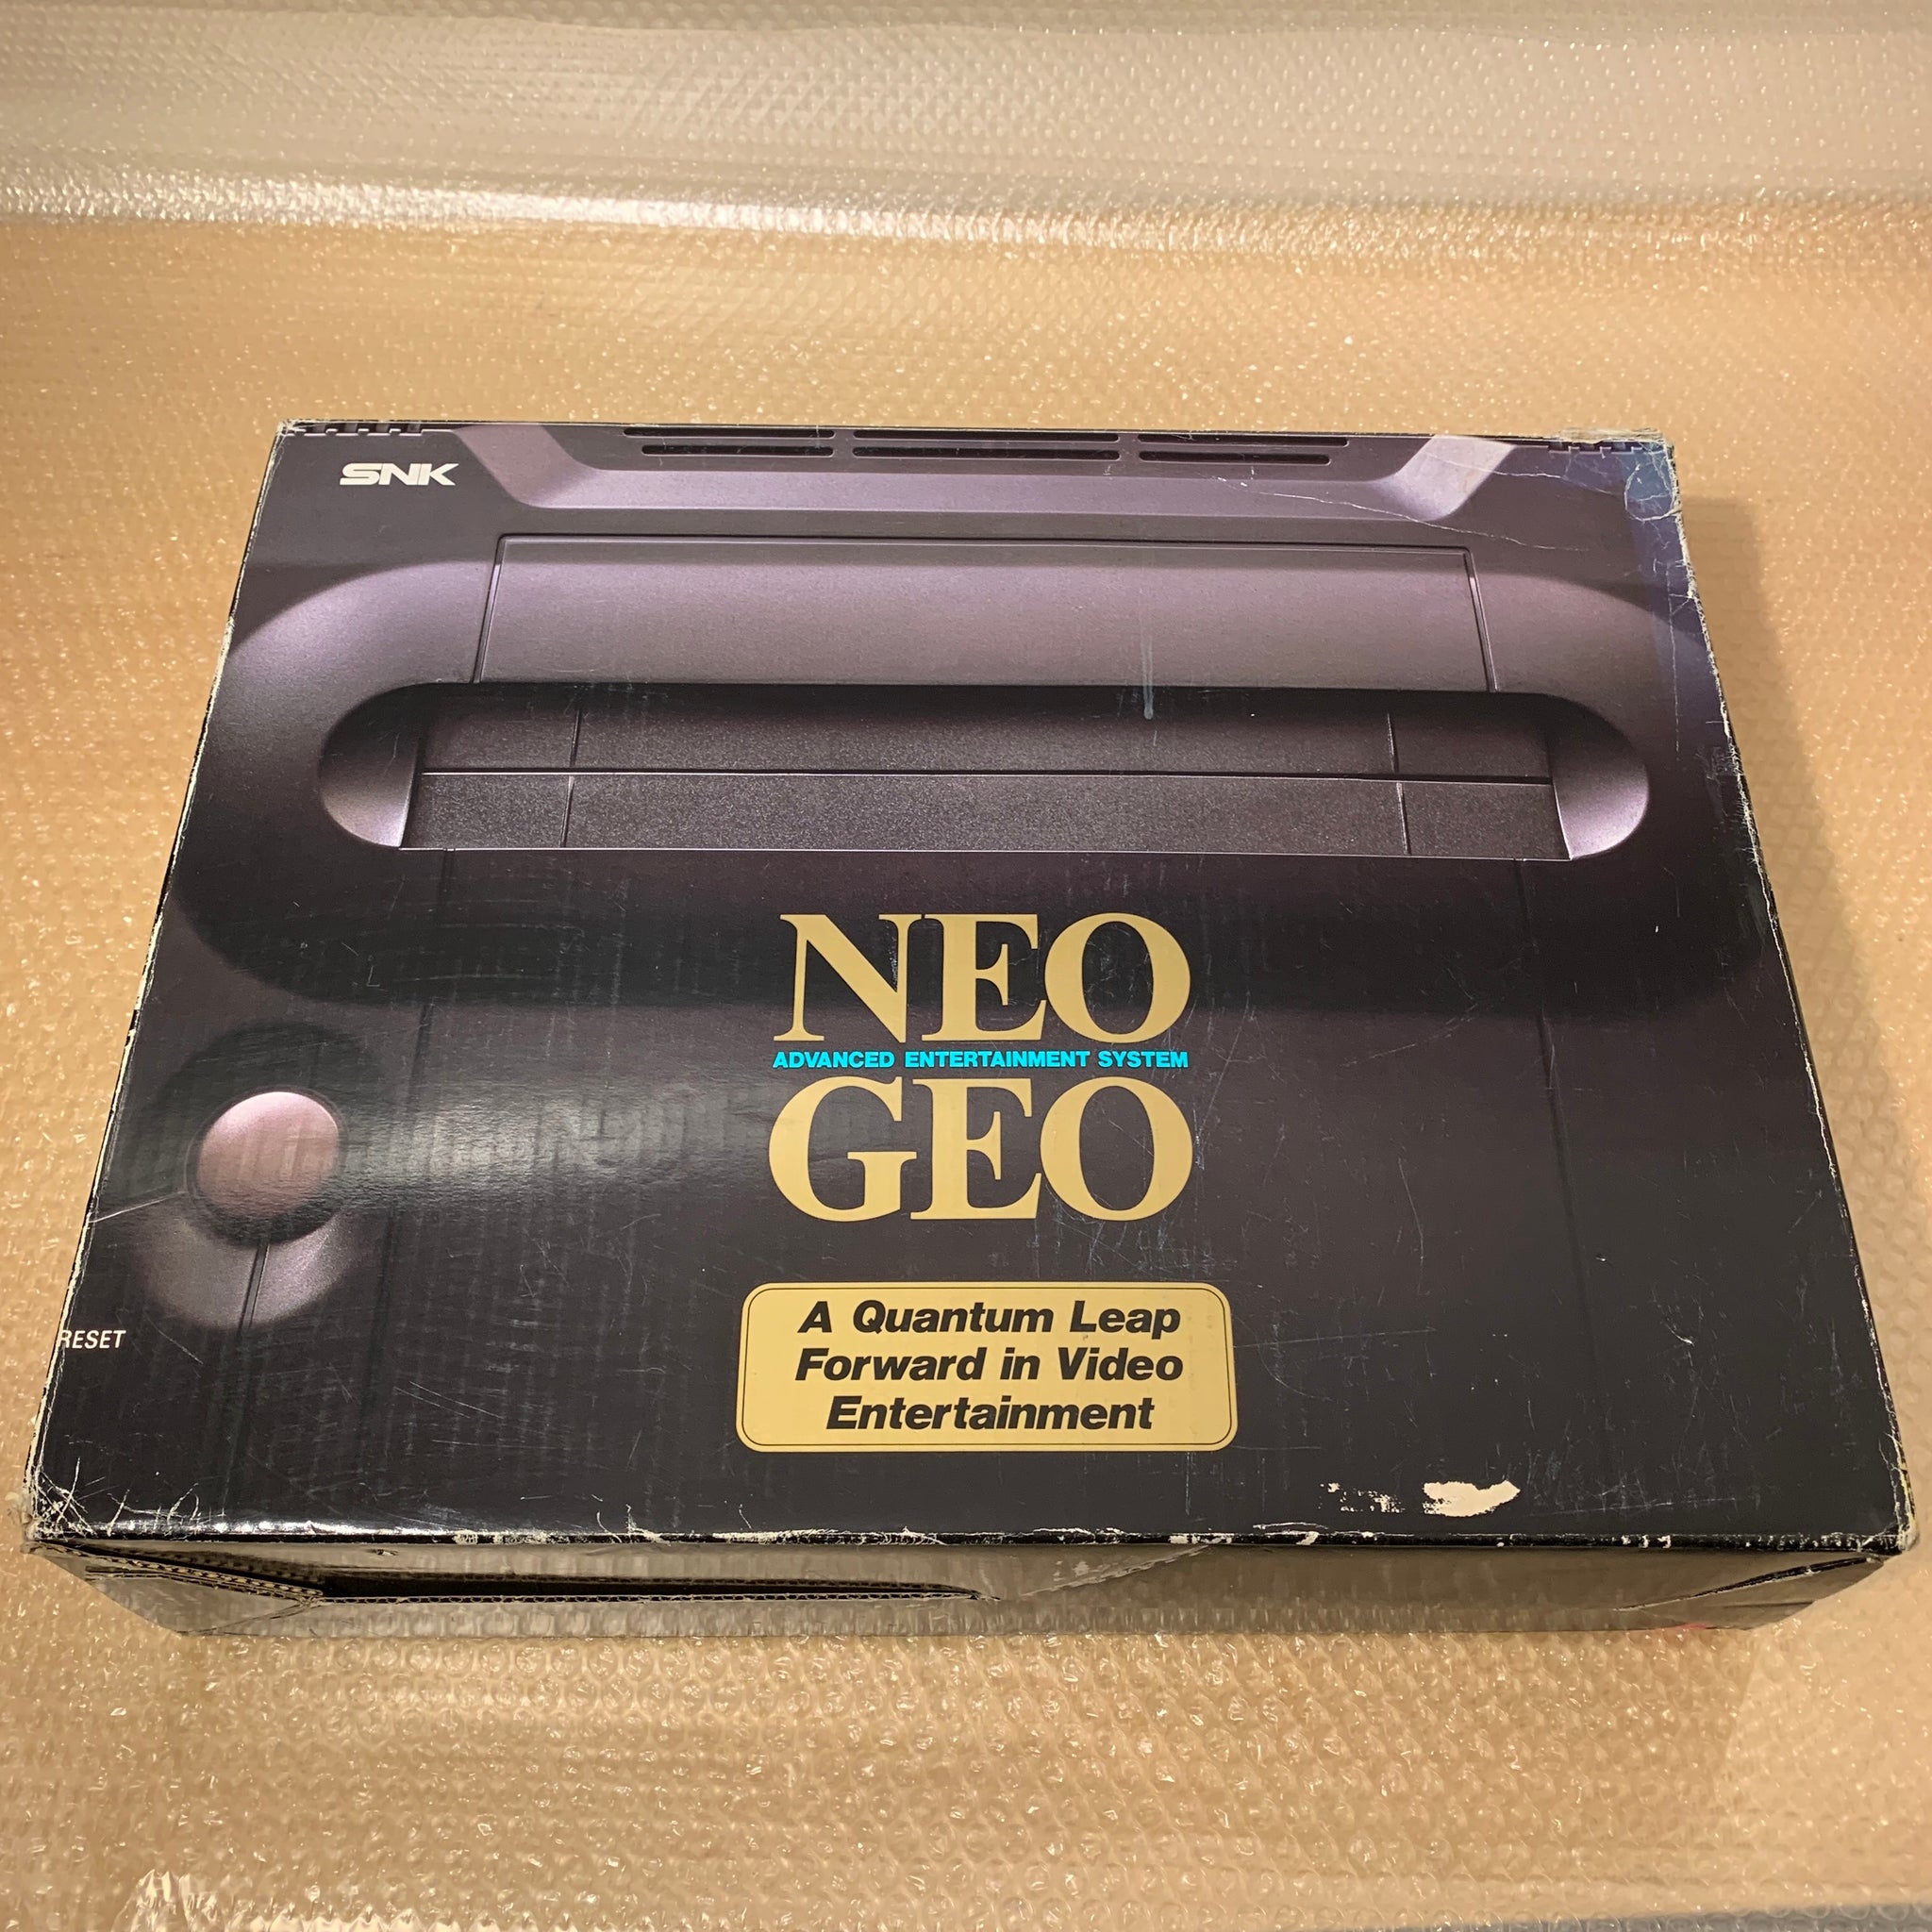 SNK
NEO
ADVANCED ENTERTAINMENT SYSTEM
GEO
RESET
A Quantum Leap
Forward in Video
Entertainment